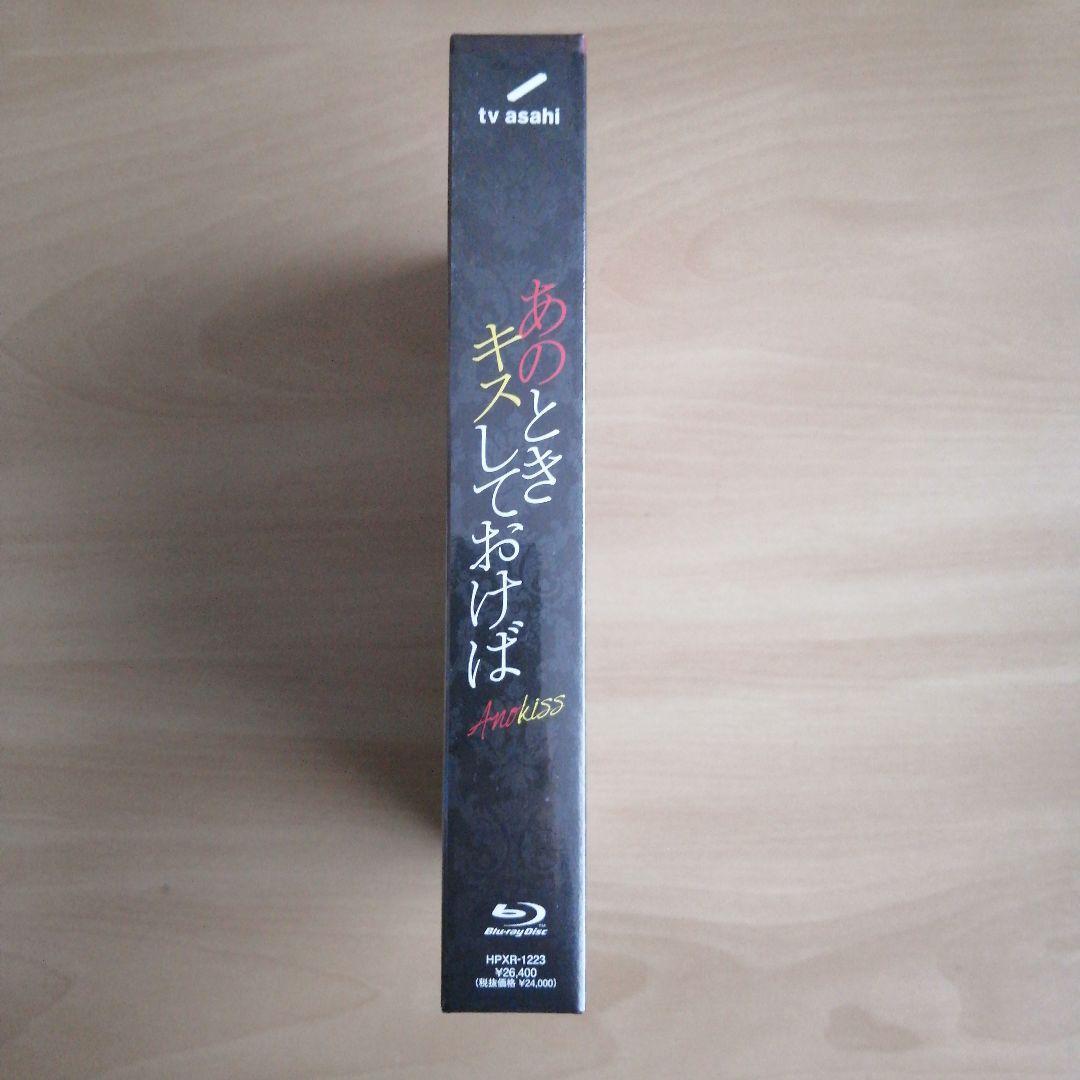 tv asahi
あのとき
キスしておけば
Anokiss
Blu-ray Disc
TM
HPXR-1223
¥26,400
(税抜価格 ¥24,000)